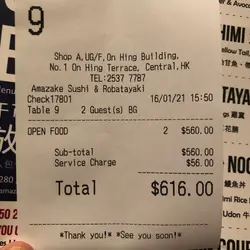 9
Shop A,UG/F,On Hing Building,
No.1 On Hing Terrace, Central,HK
TEL:2537 7787
Amazake Sushi & Robatayaki
Check17801 16/01/21 15:50
Table 9 2 Guest(s) BG
OPEN FOOD 2 $560.00
Sub-total $560.00
Service Charge $56.00
Total $616.00
*Thank you!* *See you soon!*